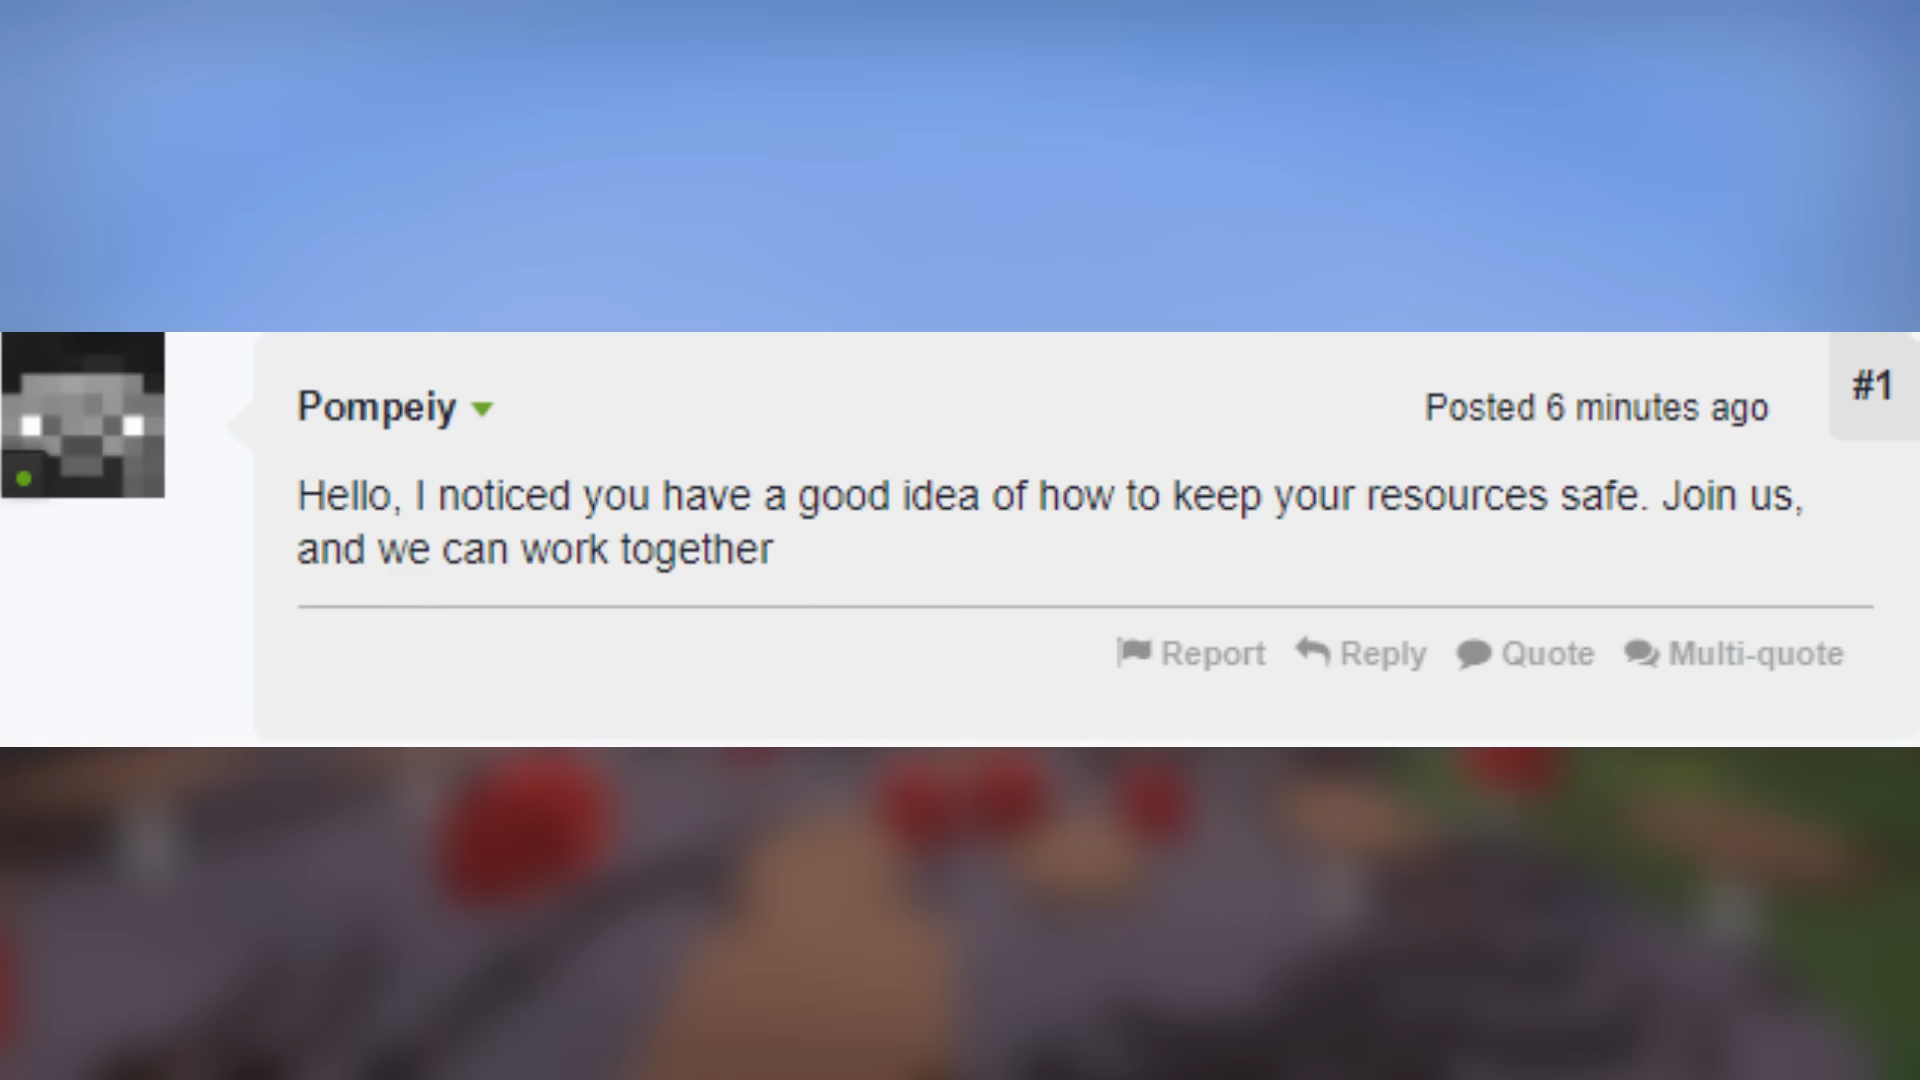 Pompeiy
Posted 6 minutes ago
#1
Hello, I noticed you have a good idea of how to keep your resources safe. Join us,
and we can work together
Report Reply Quote Multi-quote